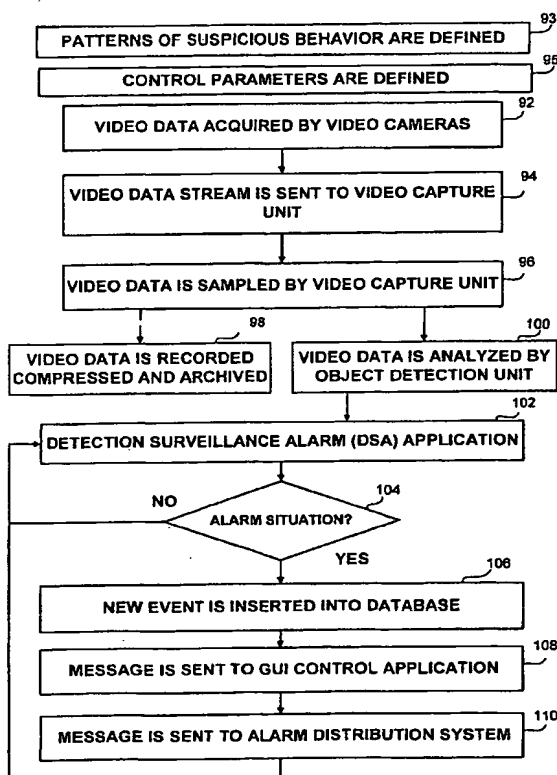 93
PATTERNS OF SUSPICIOUS BEHAVIOR ARE DEFINED
95
CONTROL PARAMETERS ARE DEFINED
92
VIDEO DATA ACQUIRED BY VIDEO CAMERAS
94
VIDEO DATA STREAM IS SENT TO VIDEO CAPTURE
UNIT
96
VIDEO DATA IS SAMPLED BY VIDEO CAPTURE UNIT
98
VIDEO DATA IS RECORDED
COMPRESSED AND ARCHIVED
100
VIDEO DATA IS ANALYZED BY
OBJECT DETECTION UNIT
102
DETECTION SURVEILLANCE ALARM (DSA) APPLICATION
NO
104
ALARM SITUATION?
YES
106
NEW EVENT IS INSERTED INTO DATABASE
108
MESSAGE IS SENT TO GUI CONTROL APPLICATION
110
MESSAGE IS SENT TO ALARM DISTRIBUTION SYSTEM